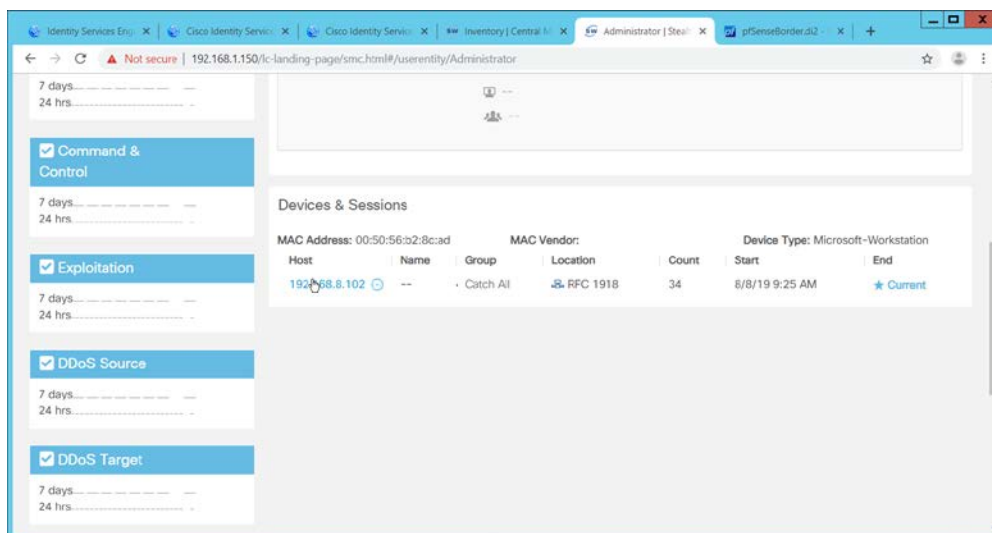 Identity Services Eng
Cisco Identity Servic
Cisco Identity Servic
Inventory | Central M
Administrator | Steal
pfSenseBorder.di2 -
Not secure | 192.168.1.150/lc-landing-page/smc.html#/userentity/Administrator
7 days
24 hrs
--
--
Command &
Control
7 days
24 hrs
Exploitation
7 days
24 hrs
DDoS Source
7 days
24 hrs
DDoS Target
7 days
24 hrs
Devices & Sessions
MAC Address: 00:50:56:b2:8c:ad MAC Vendor: Device Type: Microsoft-Workstation
Host Name Group Location Count Start End
192.168.8.102 -- Catch All RFC 1918 34 8/8/19 9:25 AM Current